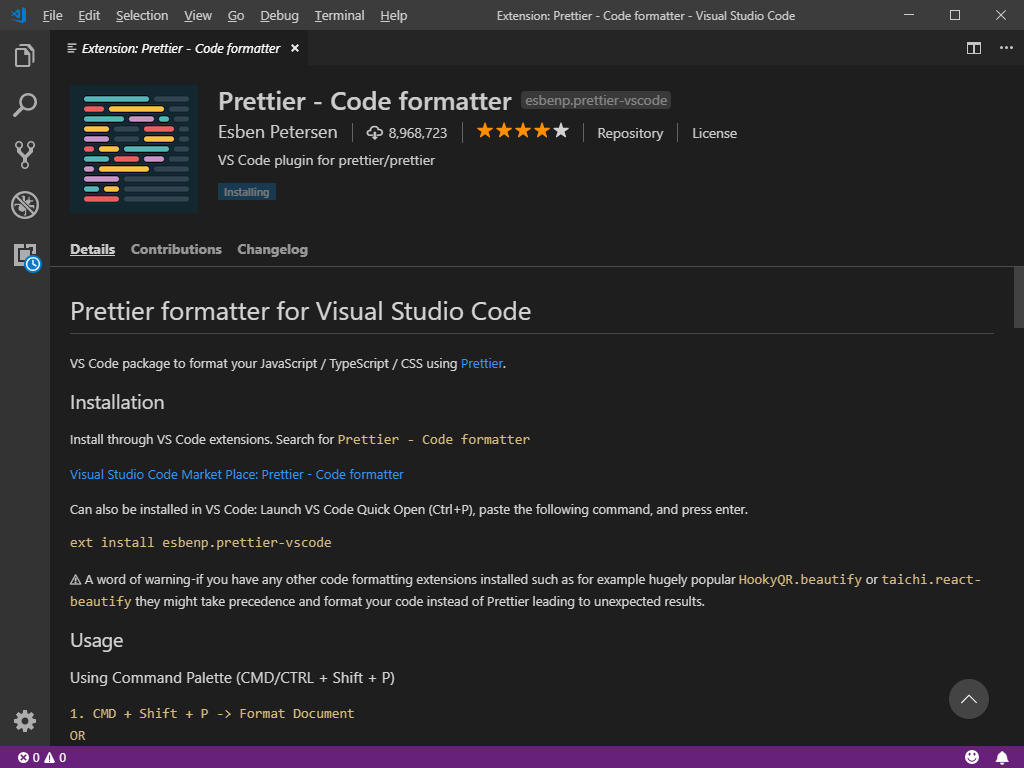 File Edit Selection View Go Debug Terminal Help Extension: Prettier - Code formatter - Visual Studio Code
Extension: Prettier - Code formatter
Prettier - Code formatter esbenp.prettier-vscode
Esben Petersen 8,968,723 Repository License
VS Code plugin for prettier/prettier
Installing
Details Contributions Changelog
Prettier formatter for Visual Studio Code
VS Code package to format your JavaScript / TypeScript / CSS using Prettier.
Installation
Install through VS Code extensions. Search for Prettier - Code formatter
Visual Studio Code Market Place: Prettier - Code formatter
Can also be installed in VS Code: Launch VS Code Quick Open (Ctrl+P), paste the following command, and press enter.
ext install esbenp.prettier-vscode
⚠ A word of warning-if you have any other code formatting extensions installed such as for example hugely popular HookyQR.beautify or taichi.react-
beautify they might take precedence and format your code instead of Prettier leading to unexpected results.
Usage
Using Command Palette (CMD/CTRL + Shift + P)
1. CMD + Shift + P -> Format Document
OR
0 0